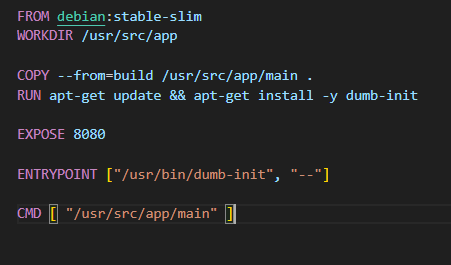 FROM debian:stable-slim
WORKDIR /usr/src/app
COPY --from=build /usr/src/app/main .
RUN apt-get update && apt-get install -y dumb-init
EXPOSE 8080
ENTRYPOINT ["/usr/bin/dumb-init", "--"]
CMD [ "/usr/src/app/main" ]